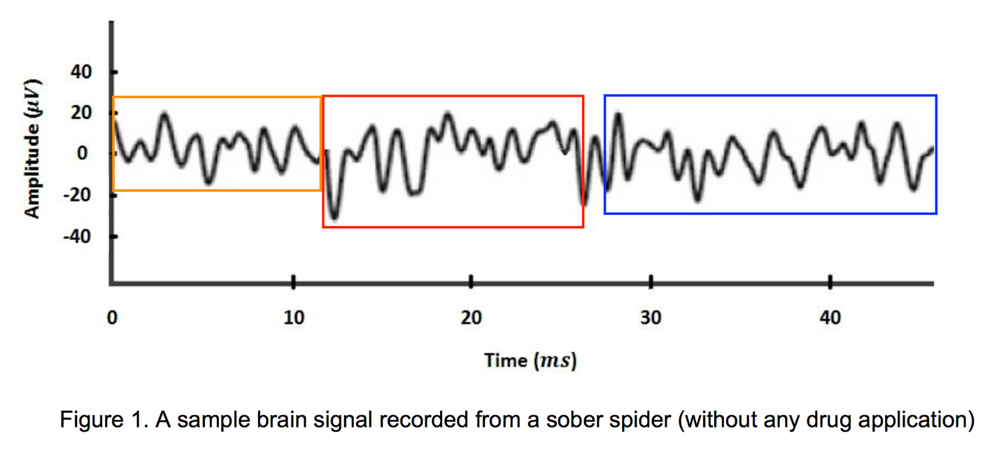 Amplitude (μV)
40
20
0
-20
-40
0 10 20 30 40
Time (ms)
Figure 1. A sample brain signal recorded from a sober spider (without any drug application)